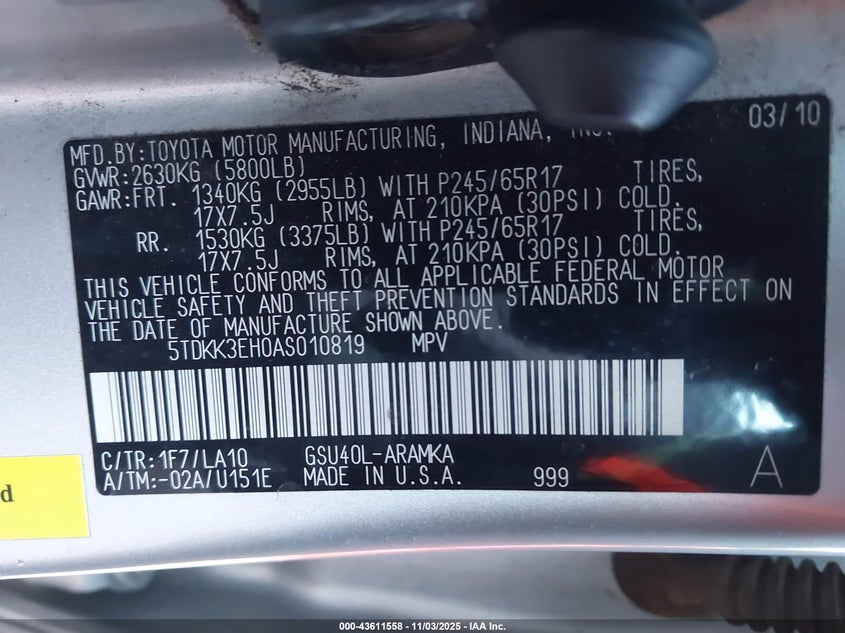 03/10
MFD.BY:TOYOTA MOTOR MANUFACTURING, INDIANA, INC.
GVWR:2630KG (5800LB)
GAWR:FRT. 1340KG (2955LB) WITH P245/65R17 TIRES,
17X7.5J RIMS, AT 210KPA (30PSI) COLD.
RR. 1530KG (3375LB) WITH P245/65R17 TIRES,
17X7.5J RIMS, AT 210KPA (30PSI) COLD.
THIS VEHICLE CONFORMS TO ALL APPLICABLE FEDERAL MOTOR
VEHICLE SAFETY AND THEFT PREVENTION STANDARDS IN EFFECT ON
THE DATE OF MANUFACTURE SHOWN ABOVE.
5TDKK3EH0AS010819 MPV
C/TR:1F7/LA10 GSU40L-ARAMKA
A/TM:-02A/U151E MADE IN U.S.A. 999 A
000-43611558 - 11/03/2025 - IAA Inc.